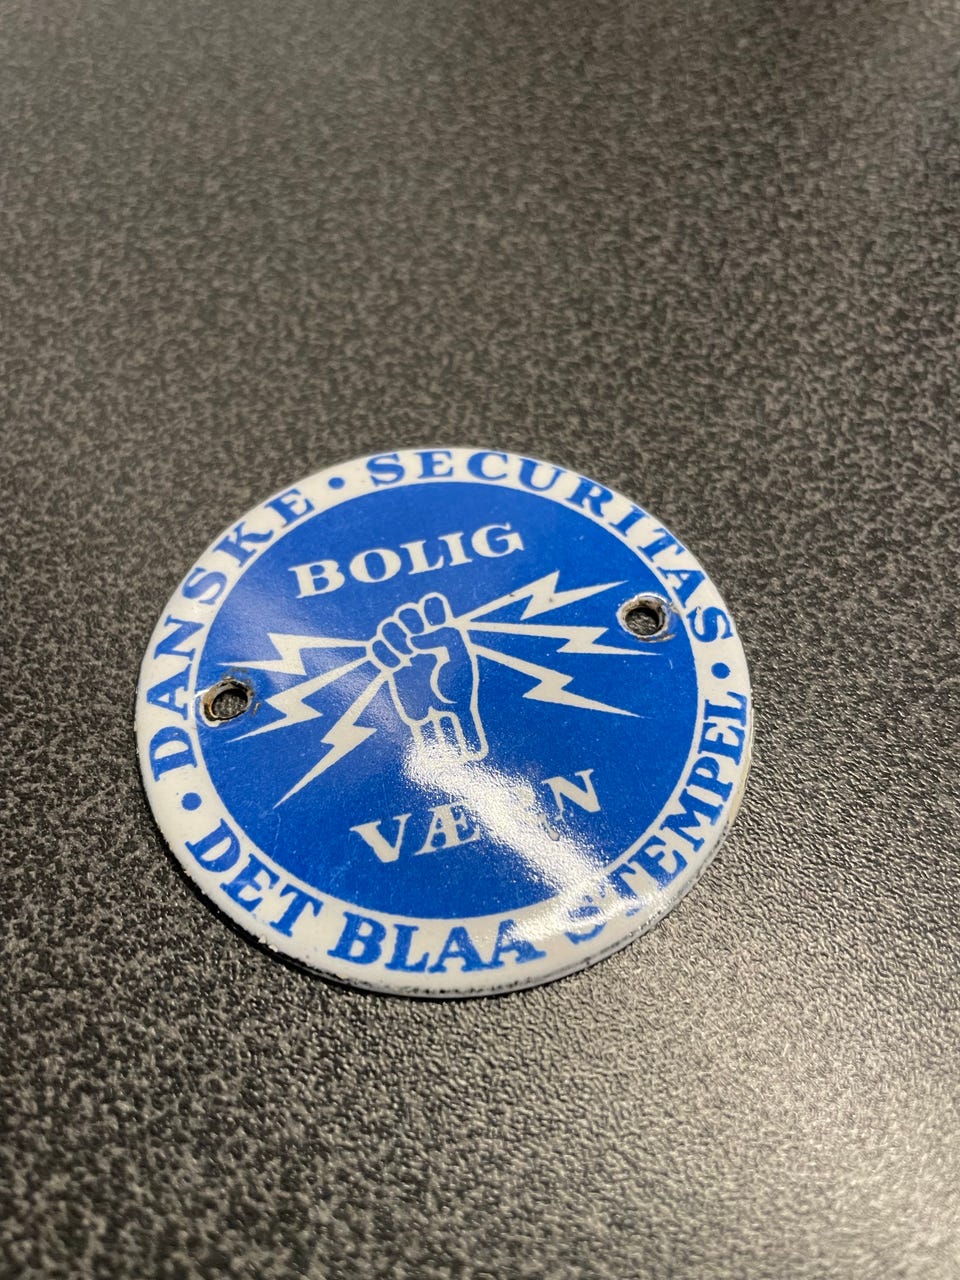 DANSKE • SECURITAS •
BOLIG
VÆRN
DET BLAA STEMPEL •